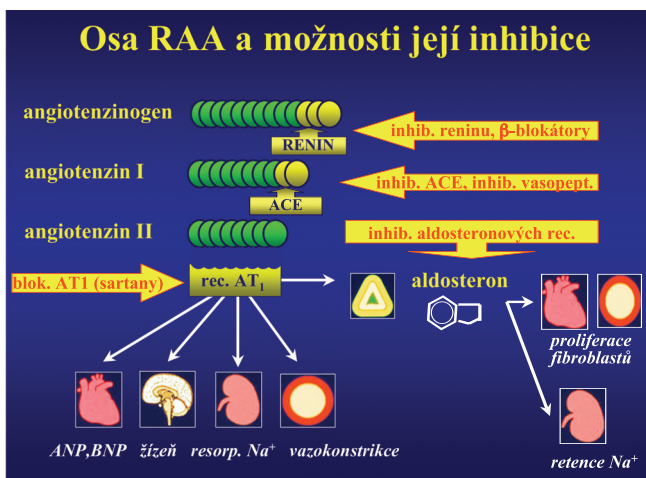 Osa RAA a možnosti její inhibice
angiotenzinogen
RENIN
inhib. reninu, β-blokátory
angiotenzin I
ACE
inhib. ACE, inhib. vasopept.
angiotenzin II
inhib. aldosteronových rec.
blok. AT1 (sartany)
rec. AT₁
aldosteron
proliferace
fibroblastů
ANP,BNP žízeň resorp. Na⁺ vazokonstrikce
retence Na⁺